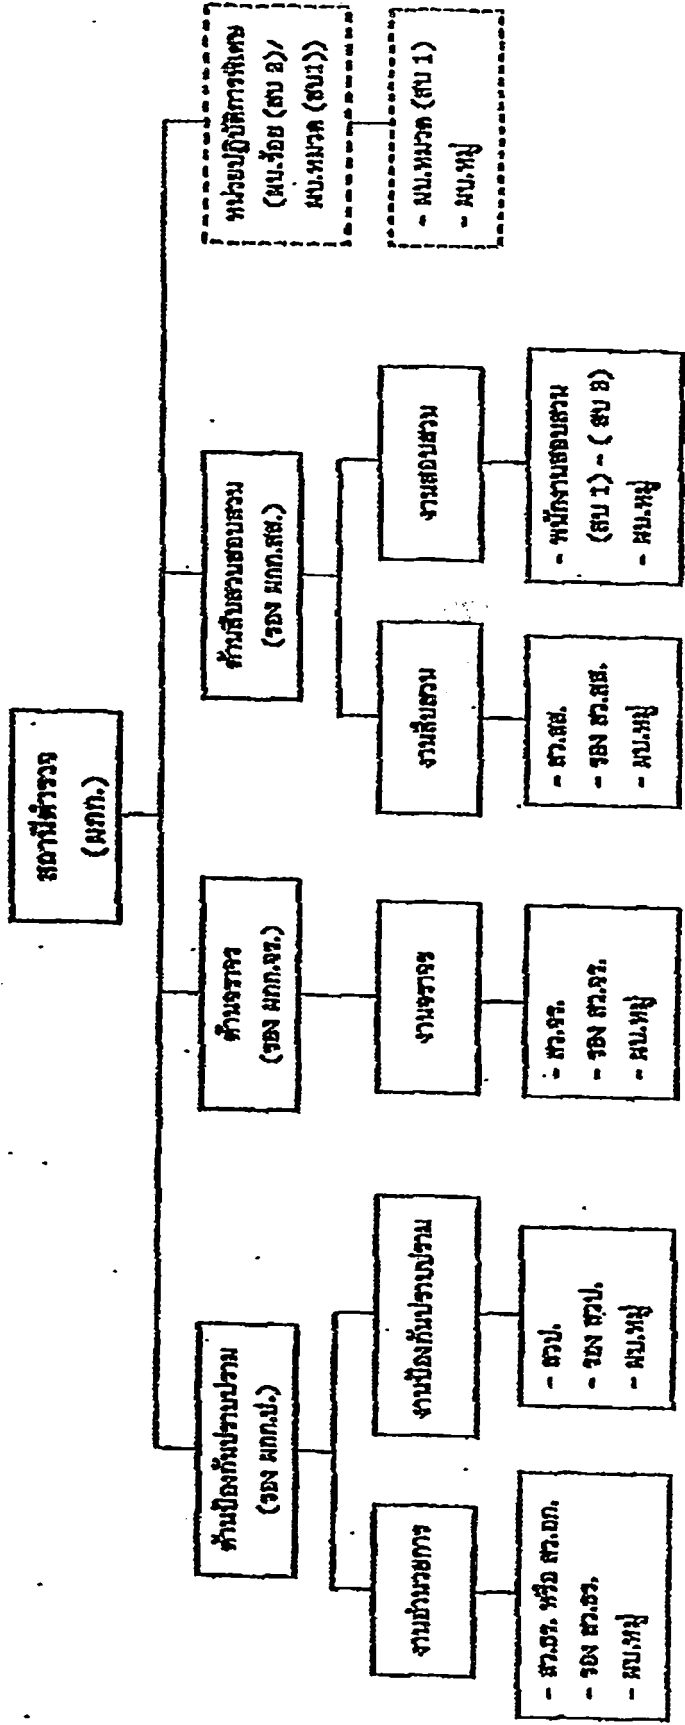 สถานีตำรวจ
(ผกก.)
ด้านป้องกันปราบปราม
(รอง ผกก.ป.)
ด้านจราจร
(รอง ผกก.จร.)
ด้านสืบสวนสอบสวน
(รอง ผกก.สส.)
หน่วยปฏิบัติการพิเศษ
(ผบ.ร้อย (สบ 2)/
ผบ.หมวด (สบ1))
งานอำนวยการ
งานป้องกันปราบปราม
งานจราจร
งานสืบสวน
งานสอบสวน
- ผบ.หมวด (สบ 1)
- ผบ.หมู่
- สว.ธร. หรือ สว.อก.
- รอง สว.ธร.
- ผบ.หมู่
- สวป.
- รอง สวป.
- ผบ.หมู่
- สว.จร.
- รอง สว.จร.
- ผบ.หมู่
- สว.สส.
- รอง สว.สส.
- ผบ.หมู่
- พนักงานสอบสวน
(สบ 1) - ( สบ 3)
- ผบ.หมู่